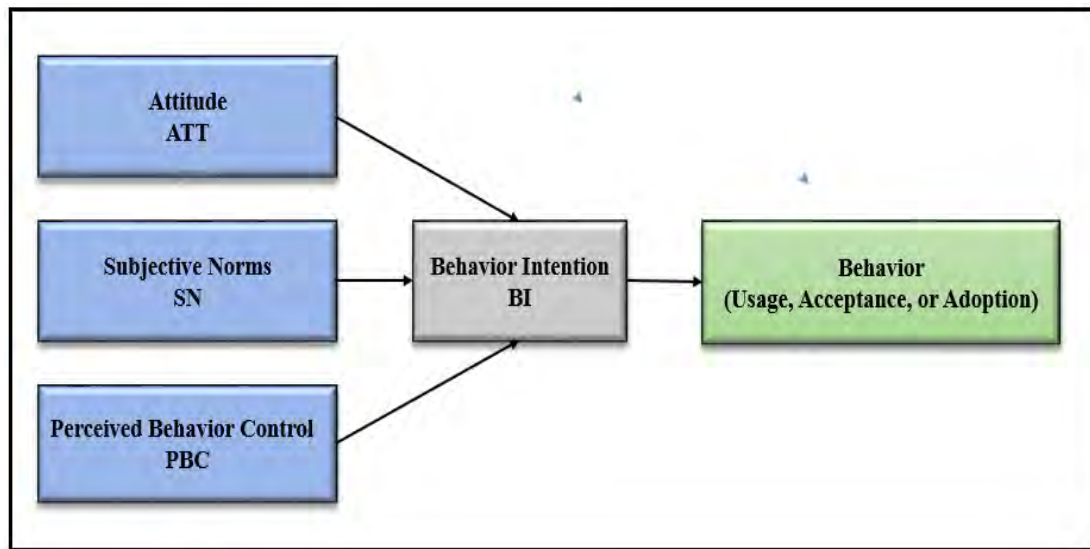 Attitude
ATT
Subjective Norms
SN
Perceived Behavior Control
PBC
Behavior Intention
BI
Behavior
(Usage, Acceptance, or Adoption)